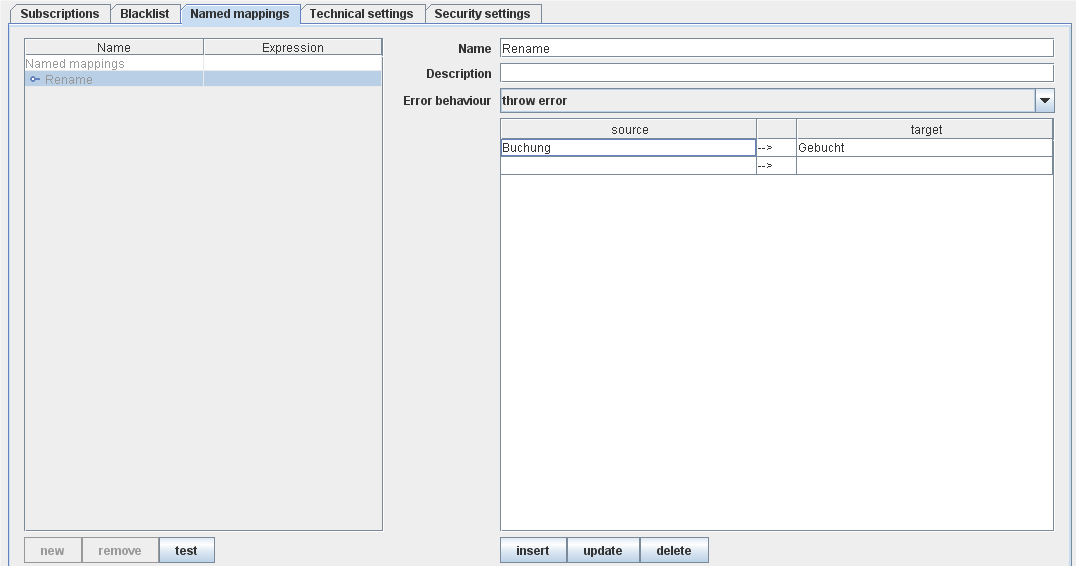 Subscriptions Blacklist Named mappings Technical settings Security settings
Name Expression
Named mappings
Rename
Name Rename
Description
Error behaviour throw error
source target
Buchung --> Gebucht
-->
new remove test
insert update delete